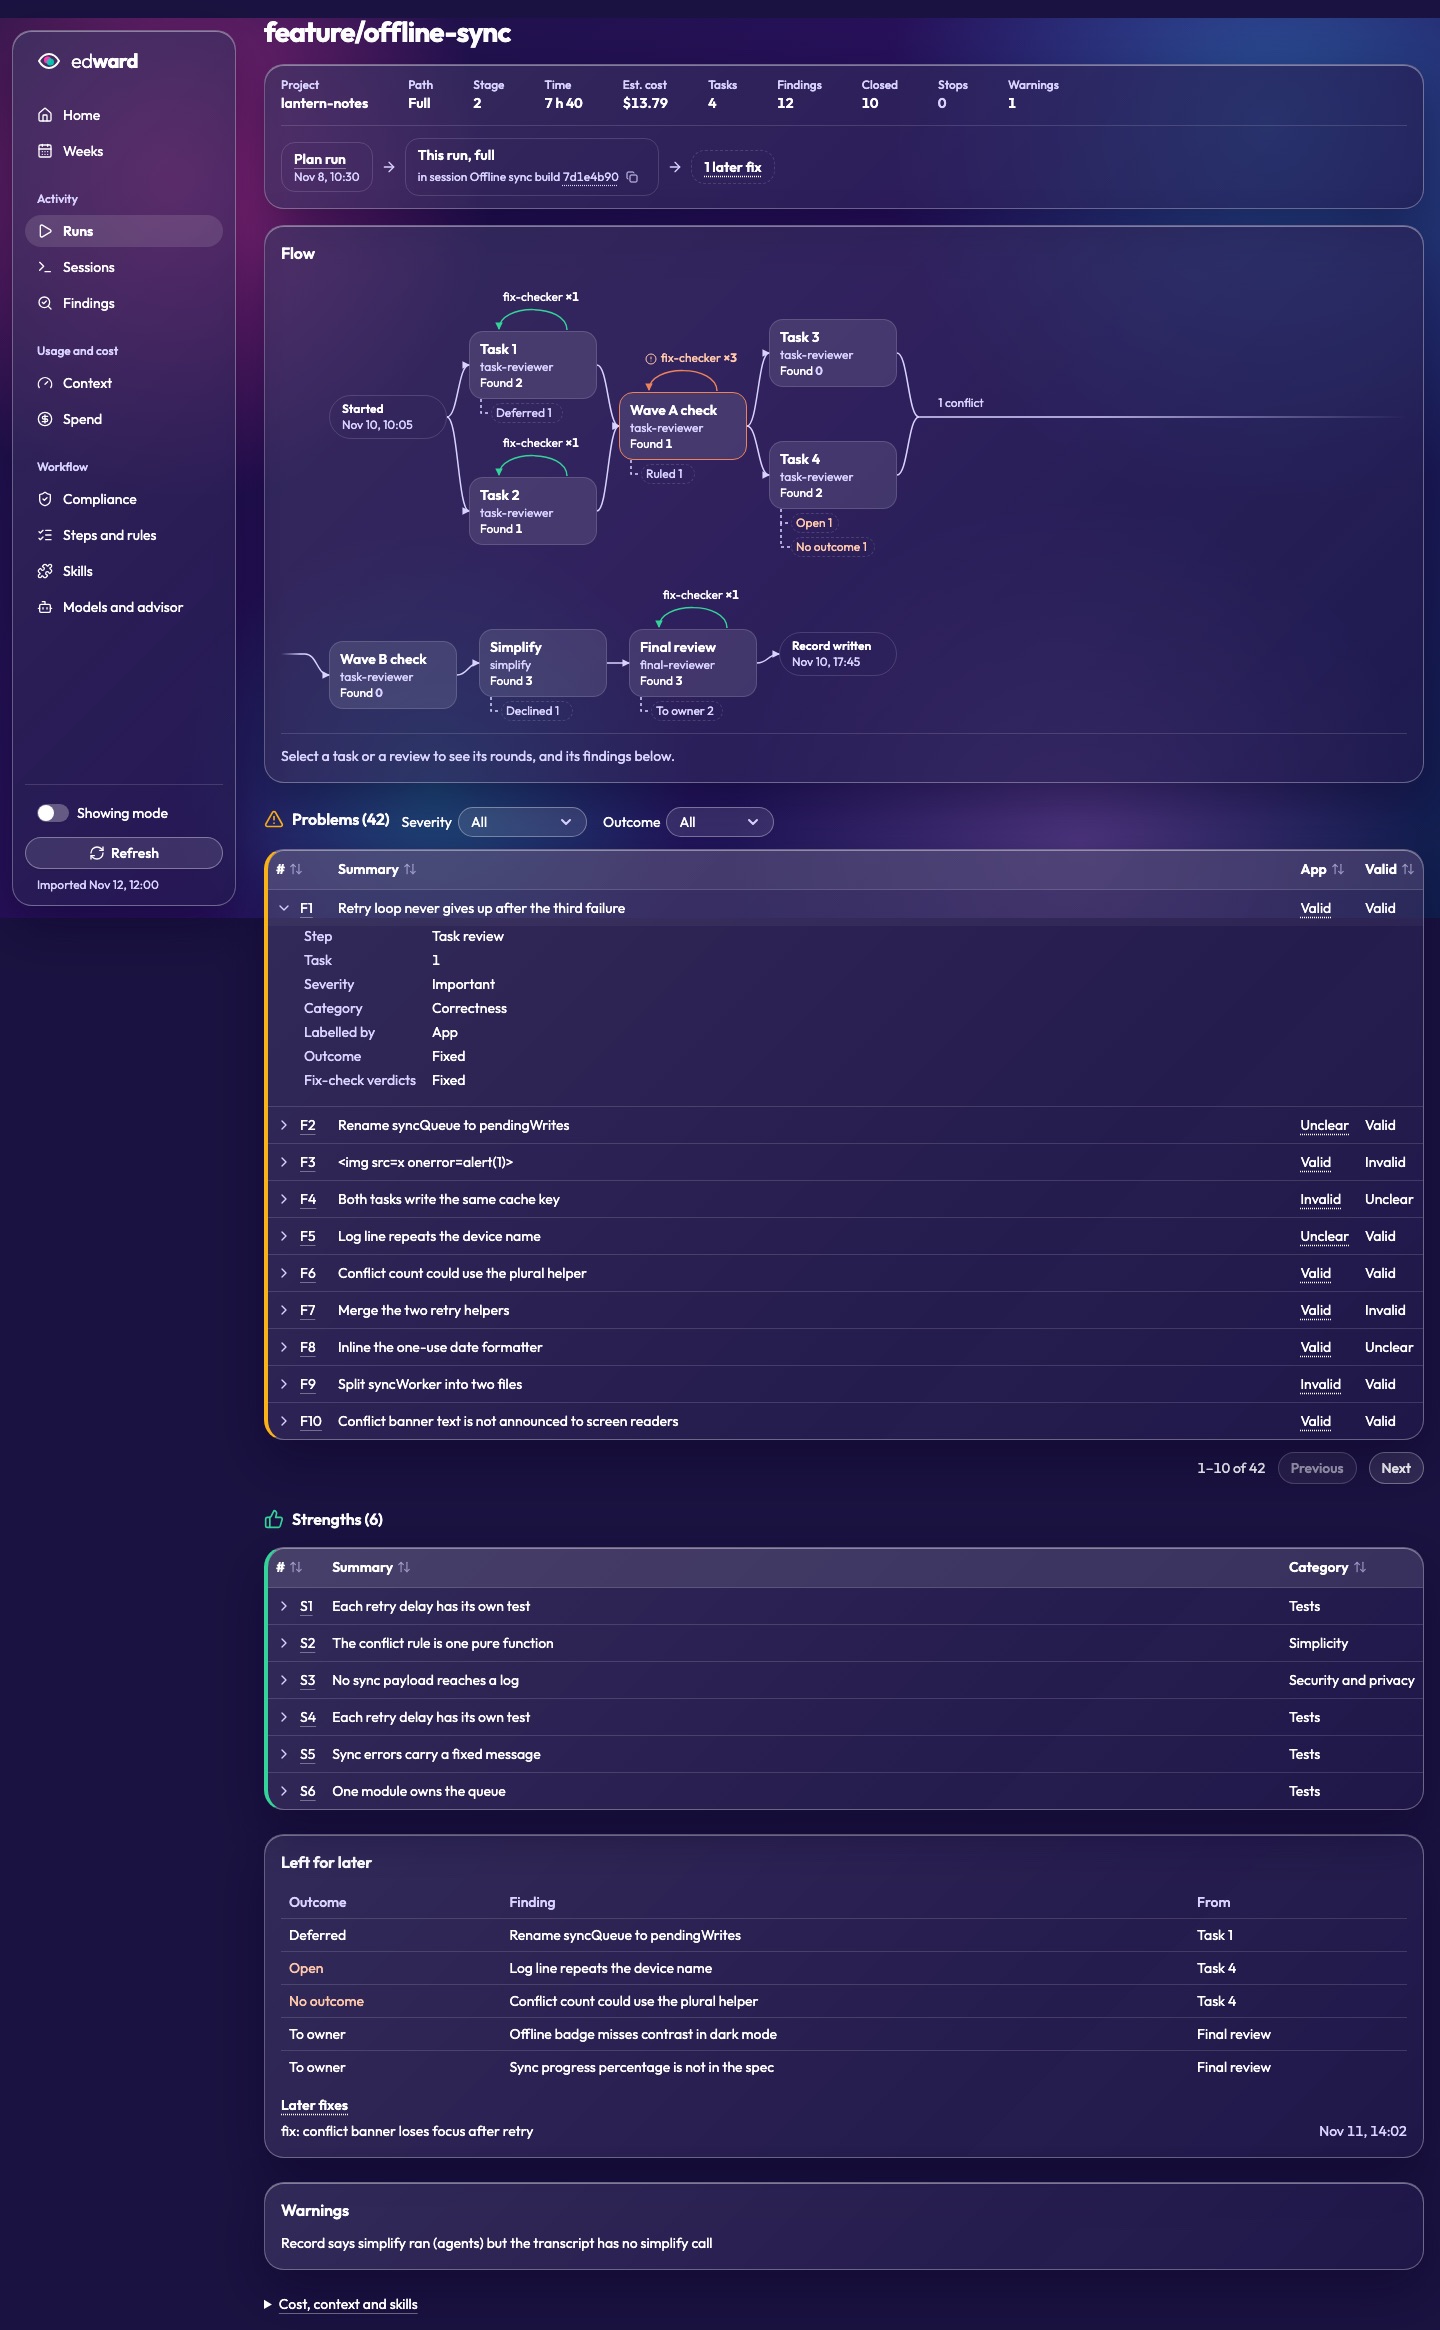 feature/offline-sync
edward
Home
Weeks
Activity
Runs
Sessions
Findings
Usage and cost
Context
Spend
Workflow
Compliance
Steps and rules
Skills
Models and advisor
Showing mode
Refresh
Imported Nov 12, 12:00
Project Path Stage Time Est. cost Tasks Findings Closed Stops Warnings
lantern-notes Full 2 7 h 40 $13.79 4 12 10 0 1
Plan run
Nov 8, 10:30
This run, full
in session Offline sync build 7d1e4b90
1 later fix
Flow
Started
Nov 10, 10:05
fix-checker ×1
Task 1
task-reviewer
Found 2
Deferred 1
fix-checker ×1
Task 2
task-reviewer
Found 1
fix-checker ×3
Wave A check
task-reviewer
Found 1
Ruled 1
Task 3
task-reviewer
Found 0
Task 4
task-reviewer
Found 2
Open 1
No outcome 1
1 conflict
Wave B check
task-reviewer
Found 0
Simplify
simplify
Found 3
Declined 1
fix-checker ×1
Final review
final-reviewer
Found 3
To owner 2
Record written
Nov 10, 17:45
Select a task or a review to see its rounds, and its findings below.
Problems (42) Severity All Outcome All
# Summary App Valid
F1 Retry loop never gives up after the third failure Valid Valid
Step Task review
Task 1
Severity Important
Category Correctness
Labelled by App
Outcome Fixed
Fix-check verdicts Fixed
F2 Rename syncQueue to pendingWrites Unclear Valid
F3 <img src=x onerror=alert(1)> Valid Invalid
F4 Both tasks write the same cache key Invalid Unclear
F5 Log line repeats the device name Unclear Valid
F6 Conflict count could use the plural helper Valid Valid
F7 Merge the two retry helpers Valid Invalid
F8 Inline the one-use date formatter Valid Unclear
F9 Split syncWorker into two files Invalid Valid
F10 Conflict banner text is not announced to screen readers Valid Valid
1–10 of 42 Previous Next
Strengths (6)
# Summary Category
S1 Each retry delay has its own test Tests
S2 The conflict rule is one pure function Simplicity
S3 No sync payload reaches a log Security and privacy
S4 Each retry delay has its own test Tests
S5 Sync errors carry a fixed message Tests
S6 One module owns the queue Tests
Left for later
Outcome Finding From
Deferred Rename syncQueue to pendingWrites Task 1
Open Log line repeats the device name Task 4
No outcome Conflict count could use the plural helper Task 4
To owner Offline badge misses contrast in dark mode Final review
To owner Sync progress percentage is not in the spec Final review
Later fixes
fix: conflict banner loses focus after retry Nov 11, 14:02
Warnings
Record says simplify ran (agents) but the transcript has no simplify call
Cost, context and skills